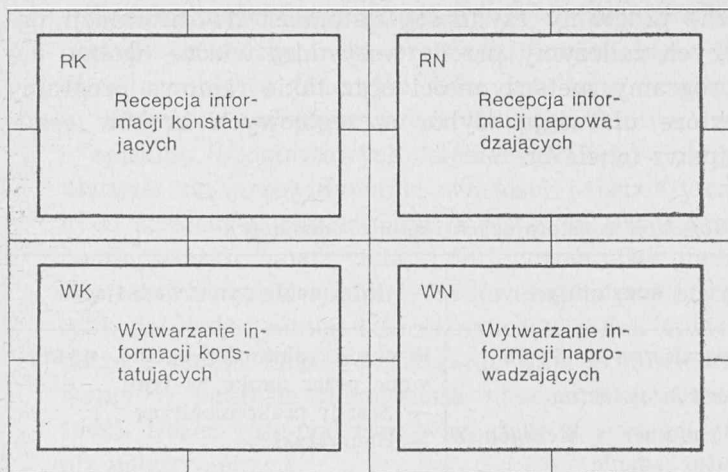 RK
Recepcja infor-
macji konstatu-
jących
RN
Recepcja infor-
macji naprowa-
dzających
WK
Wytwarzanie in-
formacji kons-
tatujących
WN
Wytwarzanie in-
formacji napro-
wadzających